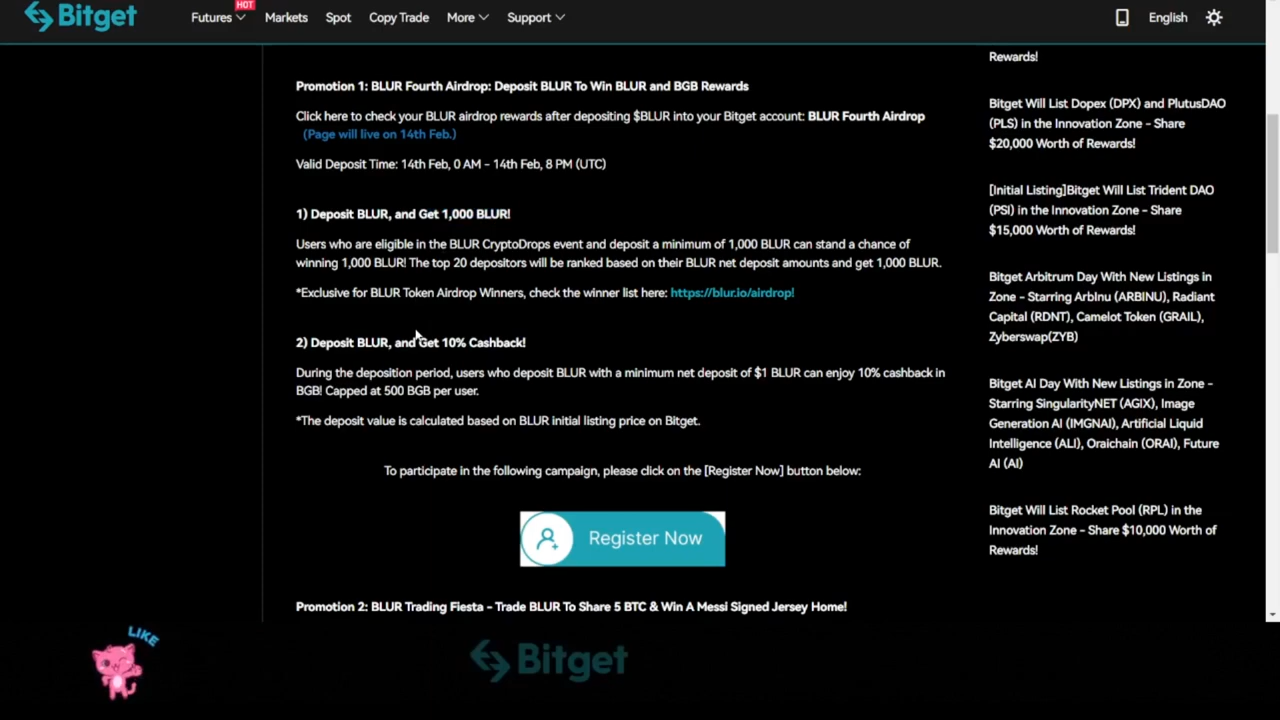 Bitget
Futures HOT Markets Spot Copy Trade More Support English
Promotion 1: BLUR Fourth Airdrop: Deposit BLUR To Win BLUR and BGB Rewards
Click here to check your BLUR airdrop rewards after depositing $BLUR into your Bitget account: BLUR Fourth Airdrop
(Page will live on 14th Feb.)
Valid Deposit Time: 14th Feb, 0 AM – 14th Feb, 8 PM (UTC)
1) Deposit BLUR, and Get 1,000 BLUR!
Users who are eligible in the BLUR CryptoDrops event and deposit a minimum of 1,000 BLUR can stand a chance of
winning 1,000 BLUR! The top 20 depositors will be ranked based on their BLUR net deposit amounts and get 1,000 BLUR.
*Exclusive for BLUR Token Airdrop Winners, check the winner list here: https://blur.io/airdrop!
2) Deposit BLUR, and Get 10% Cashback!
During the deposition period, users who deposit BLUR with a minimum net deposit of $1 BLUR can enjoy 10% cashback in
BGB! Capped at 500 BGB per user.
*The deposit value is calculated based on BLUR initial listing price on Bitget.
To participate in the following campaign, please click on the [Register Now] button below:
Register Now
Promotion 2: BLUR Trading Fiesta – Trade BLUR To Share 5 BTC & Win A Messi Signed Jersey Home!
Rewards!
Bitget Will List Dopex (DPX) and PlutusDAO
(PLS) in the Innovation Zone – Share
$20,000 Worth of Rewards!
[Initial Listing]Bitget Will List Trident DAO
(PSI) in the Innovation Zone – Share
$15,000 Worth of Rewards!
Bitget Arbitrum Day With New Listings in
Zone – Starring ArbInu (ARBINU), Radiant
Capital (RDNT), Camelot Token (GRAIL),
Zyberswap(ZYB)
Bitget AI Day With New Listings in Zone –
Starring SingularityNET (AGIX), Image
Generation AI (IMGNAI), Artificial Liquid
Intelligence (ALI), Oraichain (ORAI), Future
AI (AI)
Bitget Will List Rocket Pool (RPL) in the
Innovation Zone – Share $10,000 Worth of
Rewards!
LIKE
Bitget